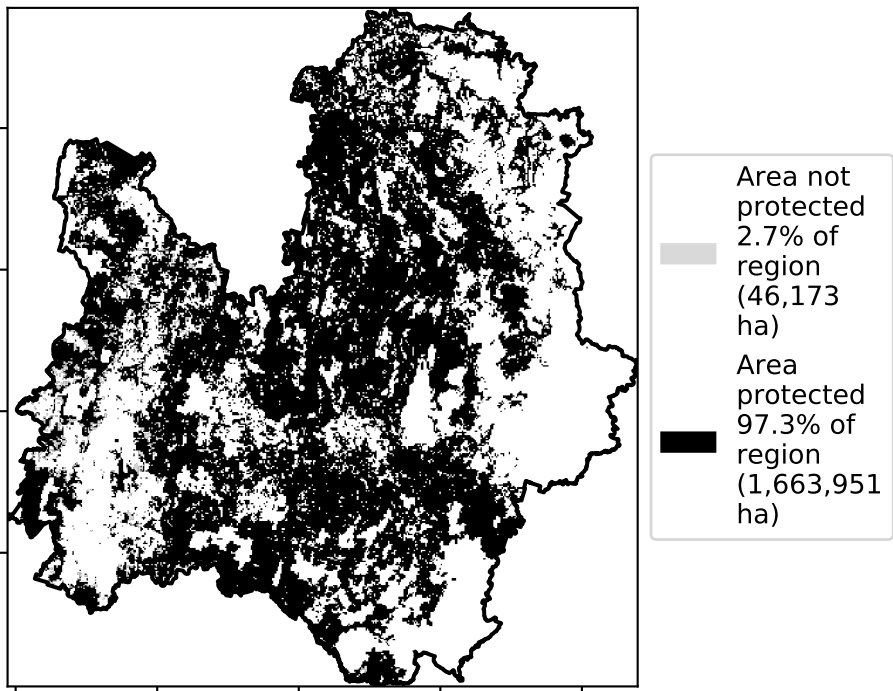 Area not
protected
2.7% of
region
(46,173
ha)
Area
protected
97.3% of
region
(1,663,951
ha)